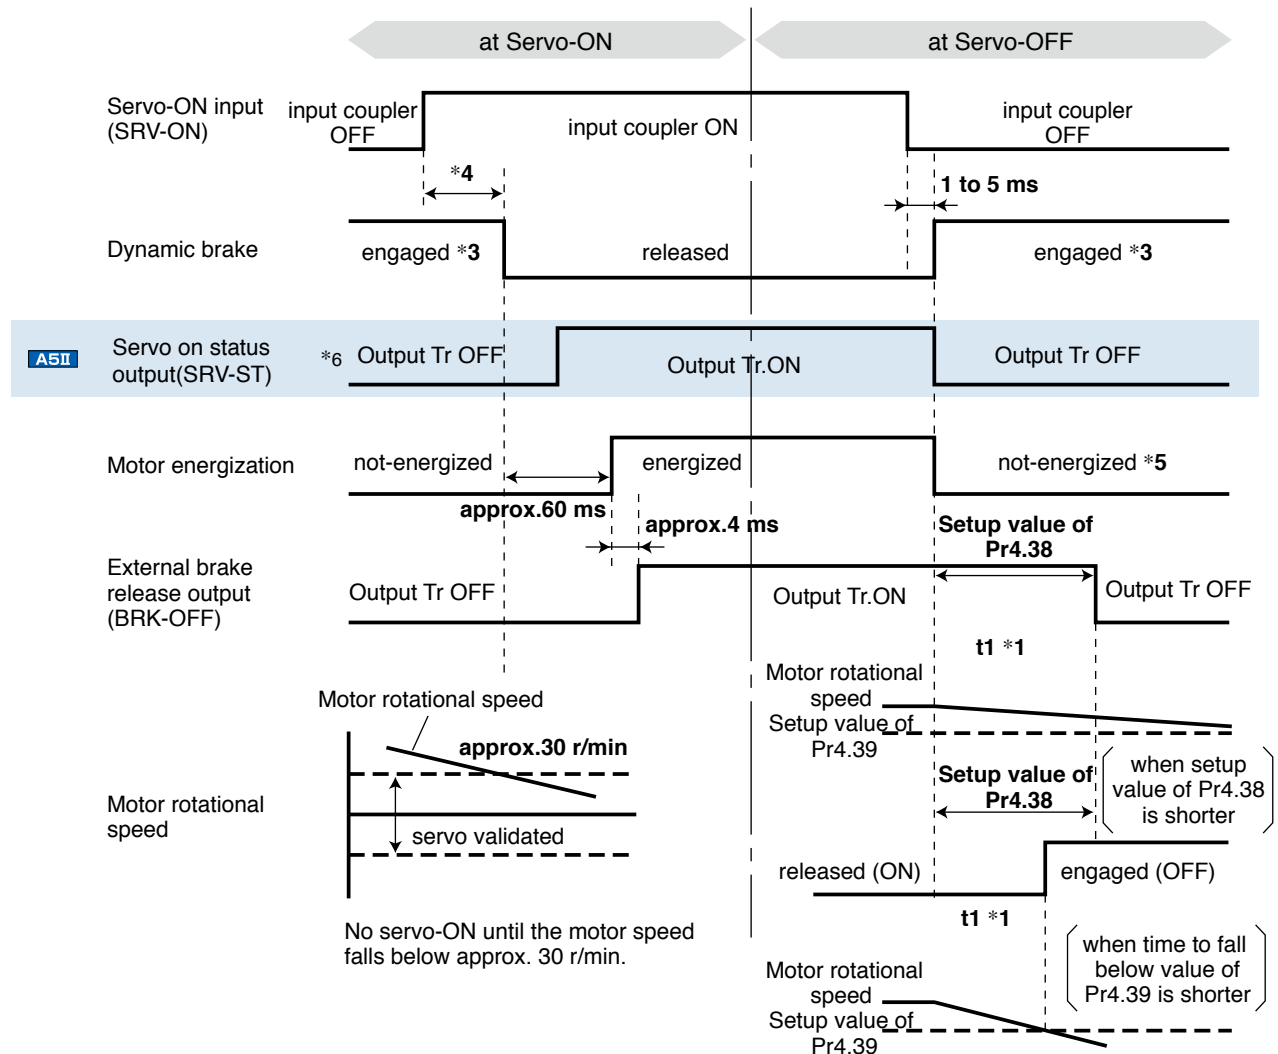 at Servo-ON
at Servo-OFF
Servo-ON input
(SRV-ON)
input coupler
OFF
input coupler ON
input coupler
OFF
*4
1 to 5 ms
Dynamic brake
engaged *3
released
engaged *3
A5II
Servo on status
output(SRV-ST)
*6
Output Tr OFF
Output Tr.ON
Output Tr OFF
Motor energization
not-energized
energized
not-energized *5
approx.60 ms
approx.4 ms
Setup value of
Pr4.38
External brake
release output
(BRK-OFF)
Output Tr OFF
Output Tr.ON
Output Tr OFF
t1 *1
Motor rotational
speed
Motor rotational speed
approx.30 r/min
servo validated
No servo-ON until the motor speed
falls below approx. 30 r/min.
Motor rotational
speed
Setup value of
Pr4.39
Setup value of
Pr4.38
when setup
value of Pr4.38
is shorter
released (ON)
engaged (OFF)
t1 *1
when time to fall
below value of
Pr4.39 is shorter
Motor rotational
speed
Setup value of
Pr4.39